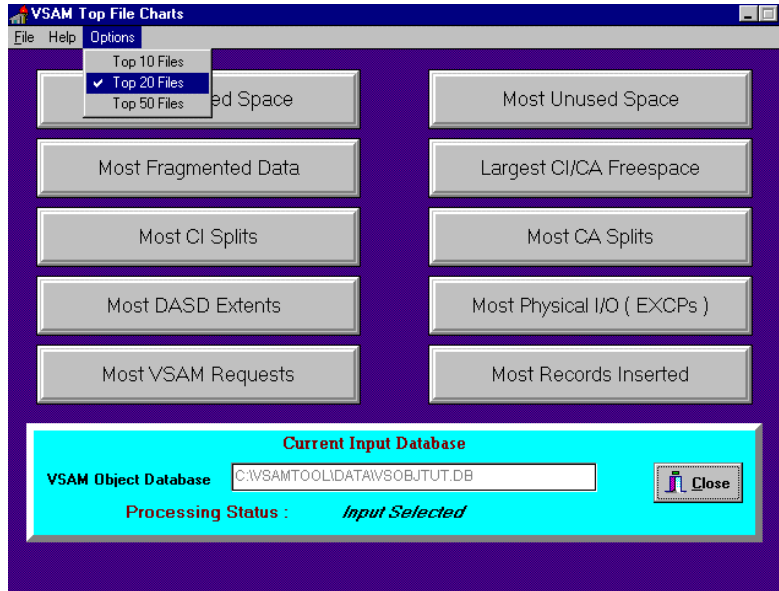 VSAM Top File Charts
File Help Options
Top 10 Files
Top 20 Files
Top 50 Files
ed Space
Most Unused Space
Most Fragmented Data
Largest CI/CA Freespace
Most CI Splits
Most CA Splits
Most DASD Extents
Most Physical I/O ( EXCPs )
Most VSAM Requests
Most Records Inserted
Current Input Database
VSAM Object Database C:\VSAMTOOL\DATA\VSOBJTUT.DB
Close
Processing Status : Input Selected